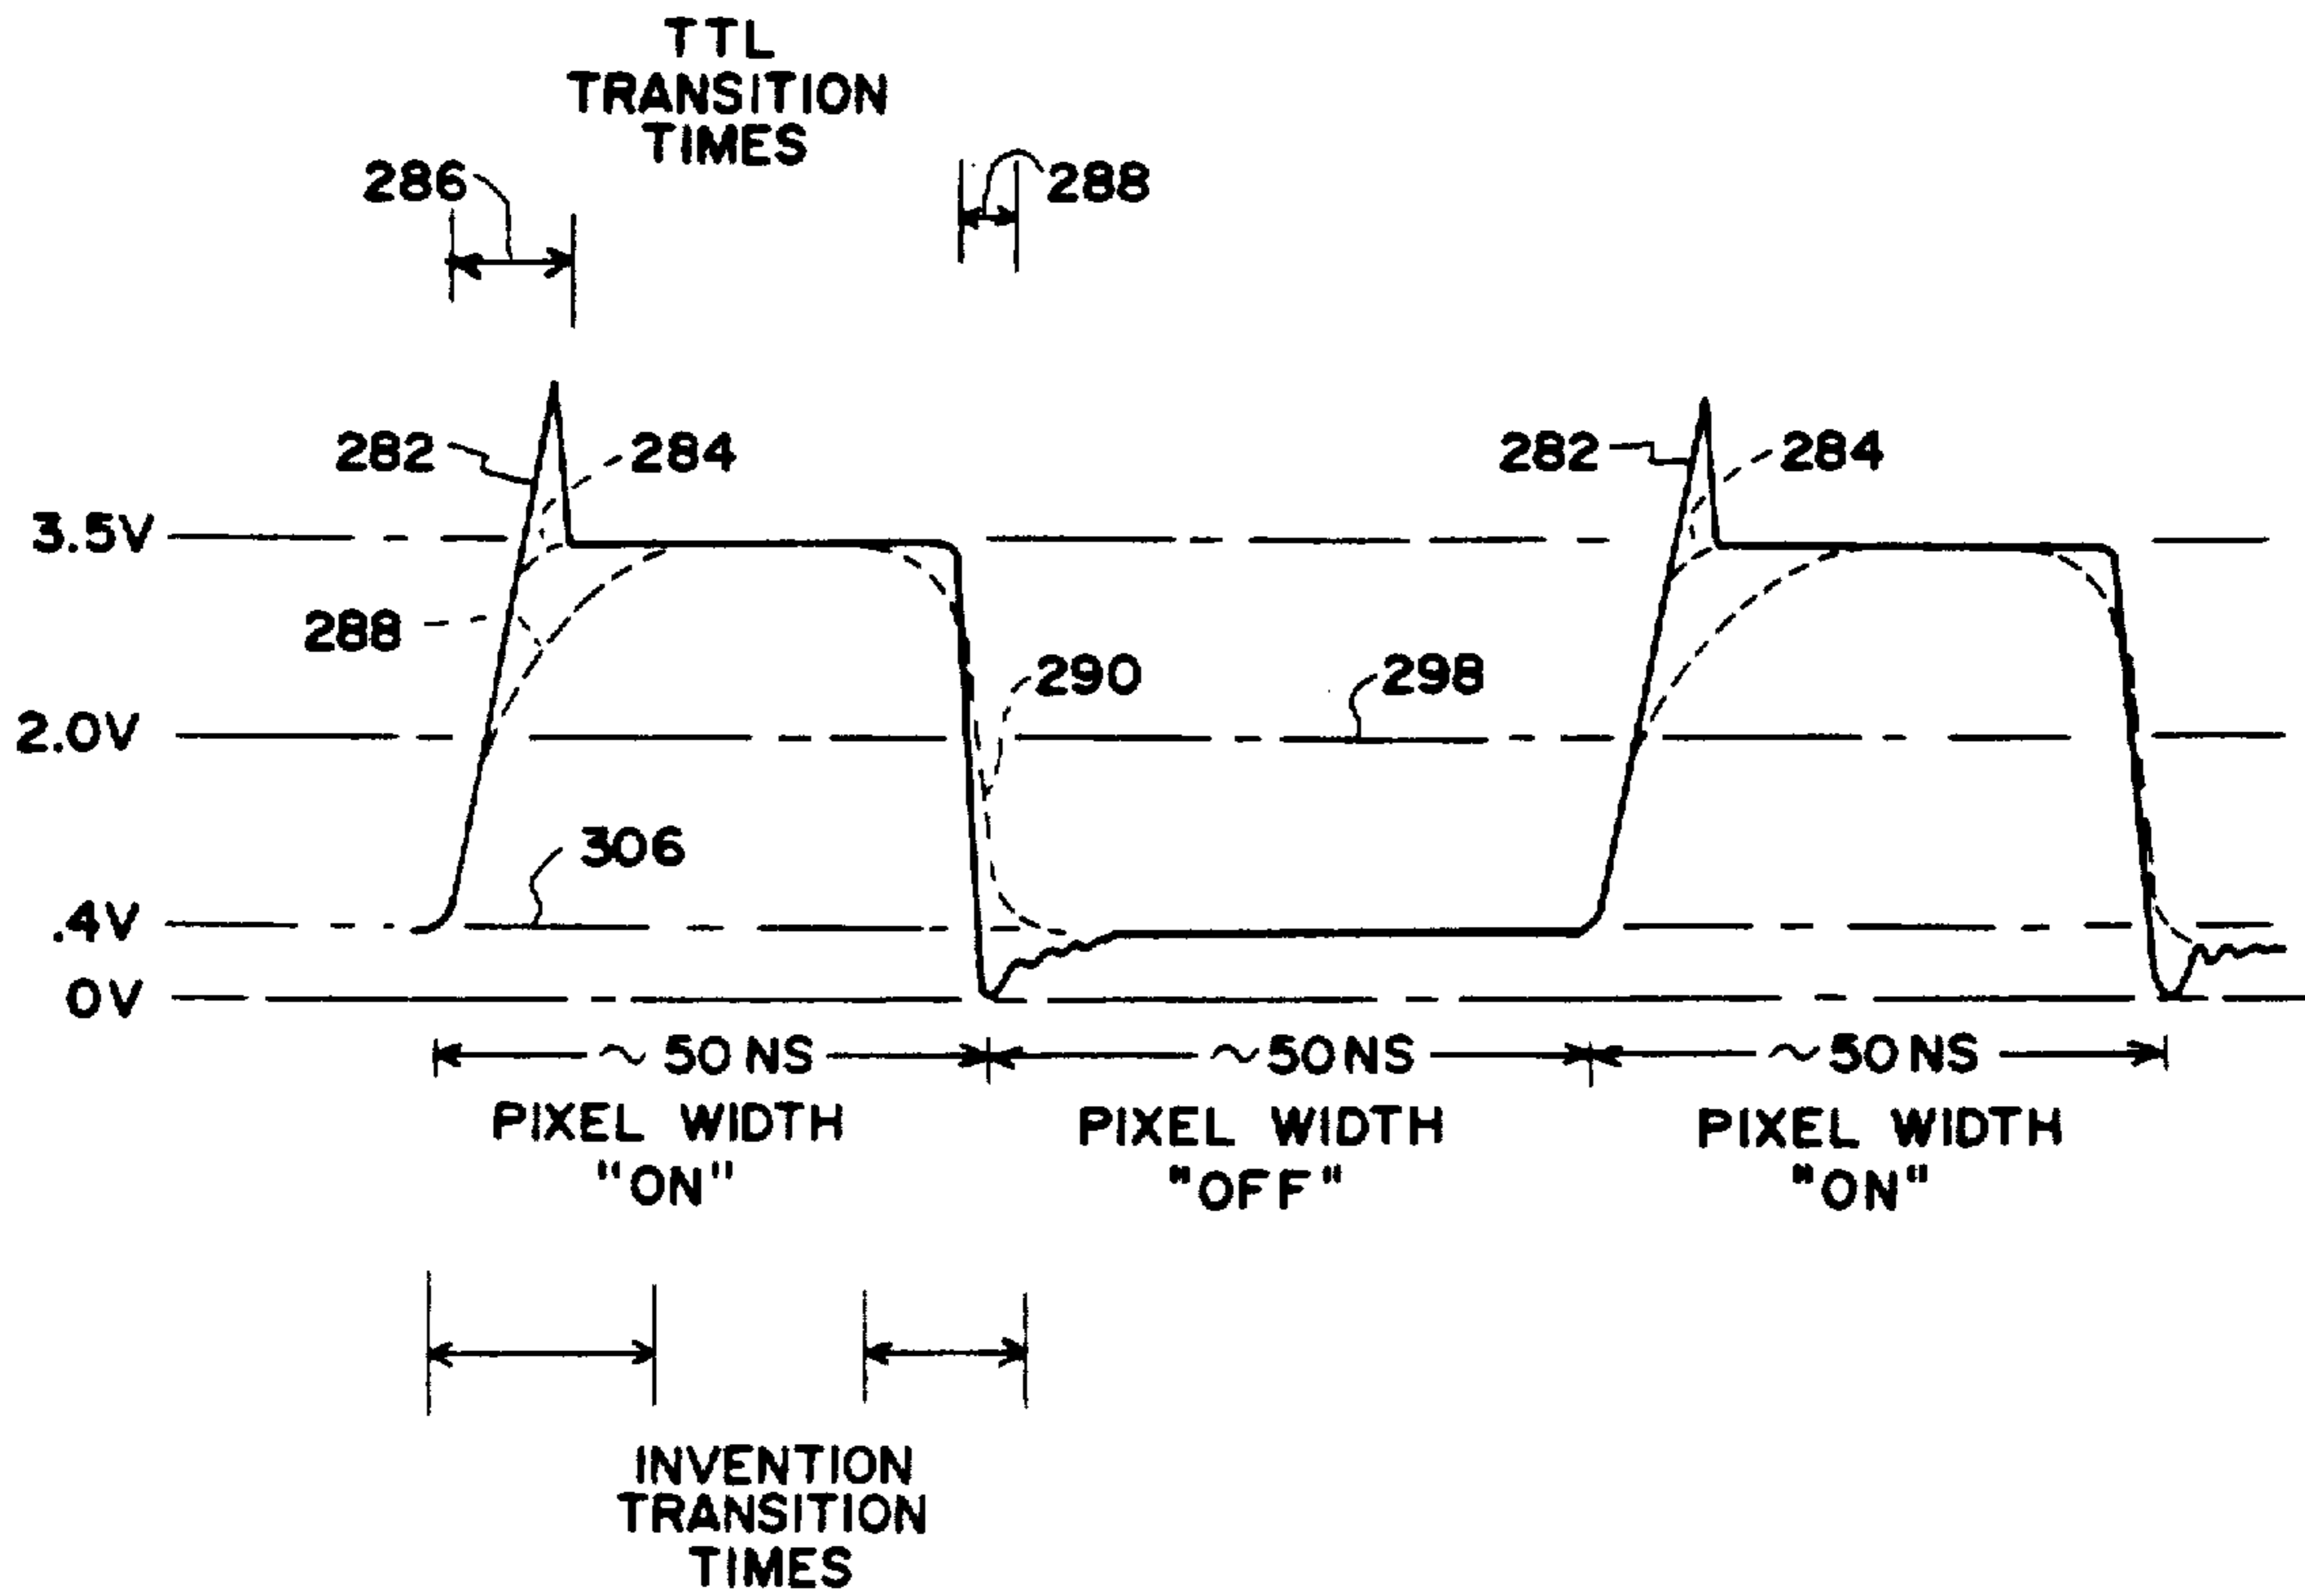 TTL
TRANSITION
TIMES
286
288
282
284
282
284
3.5V
288
290
298
2.0V
306
.4V
0V
~ 50 NS
~ 50 NS
~ 50 NS
PIXEL WIDTH
"ON"
PIXEL WIDTH
"OFF"
PIXEL WIDTH
"ON"
INVENTION
TRANSITION
TIMES